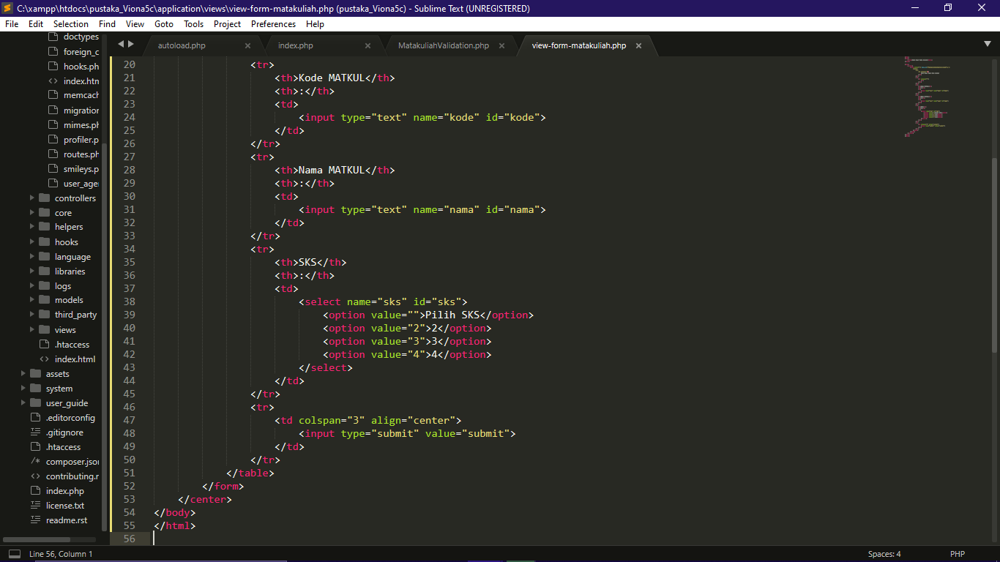 C:\xampp\htdocs\pustaka_Viona5c\application\views\view-form-matakuliah.php (pustaka_Viona5c) - Sublime Text (UNREGISTERED)
File Edit Selection Find View Goto Tools Project Preferences Help
doctypes
foreign_c
hooks.ph
index.htm
memcach
migration
mimes.ph
profiler.p
routes.ph
smileys.p
user_agen
controllers
core
helpers
hooks
language
libraries
logs
models
third_party
views
.htaccess
index.html
assets
system
user_guide
.editorconfig
.gitignore
.htaccess
composer.json
contributing.r
index.php
license.txt
readme.rst
autoload.php index.php MatakuliahValidation.php view-form-matakuliah.php
20 <tr>
21 <th>Kode MATKUL</th>
22 <th>:</th>
23 <td>
24 <input type="text" name="kode" id="kode">
25 </td>
26 </tr>
27 <tr>
28 <th>Nama MATKUL</th>
29 <th>:</th>
30 <td>
31 <input type="text" name="nama" id="nama">
32 </td>
33 </tr>
34 <tr>
35 <th>SKS</th>
36 <th>:</th>
37 <td>
38 <select name="sks" id="sks">
39 <option value="">Pilih SKS</option>
40 <option value="2">2</option>
41 <option value="3">3</option>
42 <option value="4">4</option>
43 </select>
44 </td>
45 </tr>
46 <tr>
47 <td colspan="3" align="center">
48 <input type="submit" value="submit">
49 </td>
50 </tr>
51 </table>
52 </form>
53 </center>
54 </body>
55 </html>
56
Line 56, Column 1 Spaces: 4 PHP